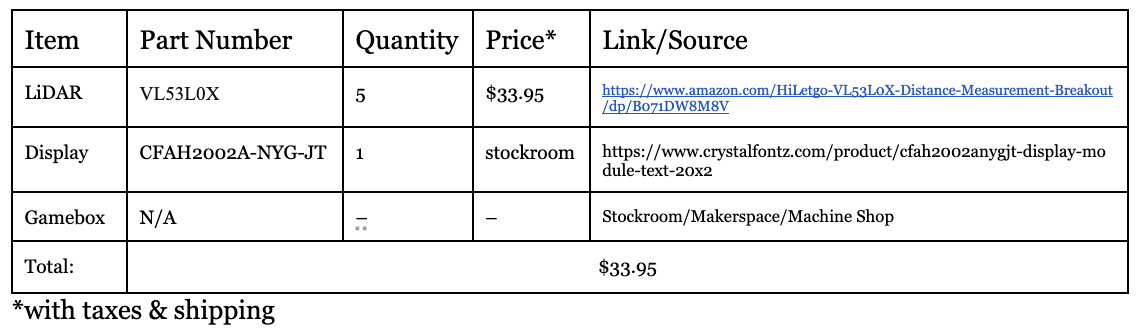 Item Part Number Quantity Price* Link/Source
LiDAR VL53L0X 5 $33.95 https://www.amazon.com/HiLetgo-VL53L0X-Distance-Measurement-Breakout
/dp/B071DW8M8V
Display CFAH2002A-NYG-JT 1 stockroom https://www.crystalfontz.com/product/cfah2002anygjt-display-mo
dule-text-20x2
Gamebox N/A – – Stockroom/Makerspace/Machine Shop
Total: $33.95
*with taxes & shipping